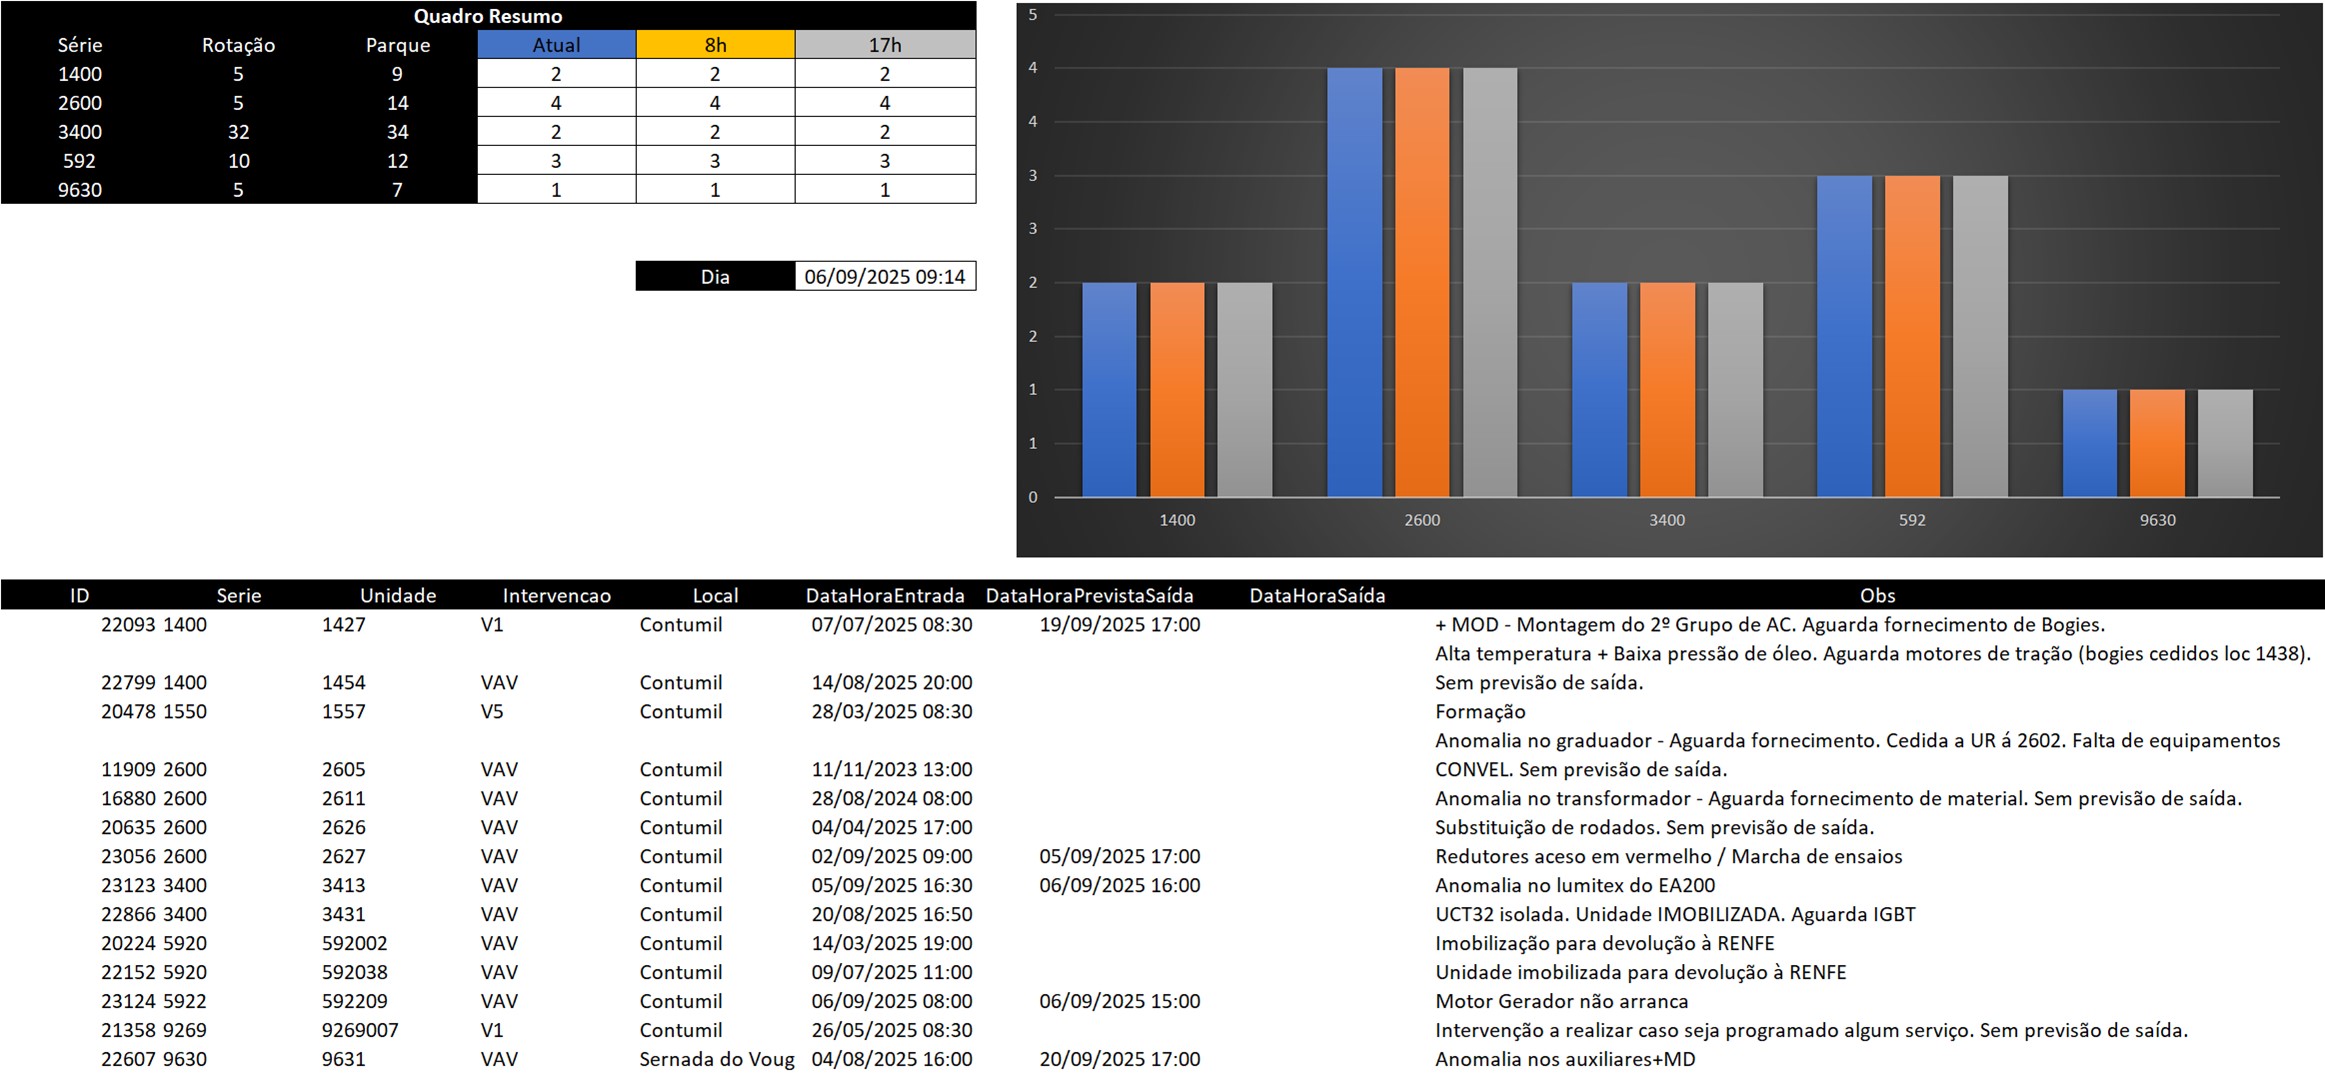 Quadro Resumo
Série Rotação Parque Atual 8h 17h
1400 5 9 2 2 2
2600 5 14 4 4 4
3400 32 34 2 2 2
592 10 12 3 3 3
9630 5 7 1 1 1
Dia 06/09/2025 09:14
5
4
4
3
3
2
2
1
1
0
1400 2600 3400 592 9630
ID Serie Unidade Intervencao Local DataHoraEntrada DataHoraPrevistaSaída DataHoraSaída Obs
22093 1400 1427 V1 Contumil 07/07/2025 08:30 19/09/2025 17:00 + MOD - Montagem do 2º Grupo de AC. Aguarda fornecimento de Bogies.
Alta temperatura + Baixa pressão de óleo. Aguarda motores de tração (bogies cedidos loc 1438).
22799 1400 1454 VAV Contumil 14/08/2025 20:00 Sem previsão de saída.
20478 1550 1557 V5 Contumil 28/03/2025 08:30 Formação
Anomalia no graduador - Aguarda fornecimento. Cedida a UR á 2602. Falta de equipamentos
11909 2600 2605 VAV Contumil 11/11/2023 13:00 CONVEL. Sem previsão de saída.
16880 2600 2611 VAV Contumil 28/08/2024 08:00 Anomalia no transformador - Aguarda fornecimento de material. Sem previsão de saída.
20635 2600 2626 VAV Contumil 04/04/2025 17:00 Substituição de rodados. Sem previsão de saída.
23056 2600 2627 VAV Contumil 02/09/2025 09:00 05/09/2025 17:00 Redutores aceso em vermelho / Marcha de ensaios
23123 3400 3413 VAV Contumil 05/09/2025 16:30 06/09/2025 16:00 Anomalia no lumitex do EA200
22866 3400 3431 VAV Contumil 20/08/2025 16:50 UCT32 isolada. Unidade IMOBILIZADA. Aguarda IGBT
20224 5920 592002 VAV Contumil 14/03/2025 19:00 Imobilização para devolução à RENFE
22152 5920 592038 VAV Contumil 09/07/2025 11:00 Unidade imobilizada para devolução à RENFE
23124 5922 592209 VAV Contumil 06/09/2025 08:00 06/09/2025 15:00 Motor Gerador não arranca
21358 9269 9269007 V1 Contumil 26/05/2025 08:30 Intervenção a realizar caso seja programado algum serviço. Sem previsão de saída.
22607 9630 9631 VAV Sernada do Voug 04/08/2025 16:00 20/09/2025 17:00 Anomalia nos auxiliares+MD